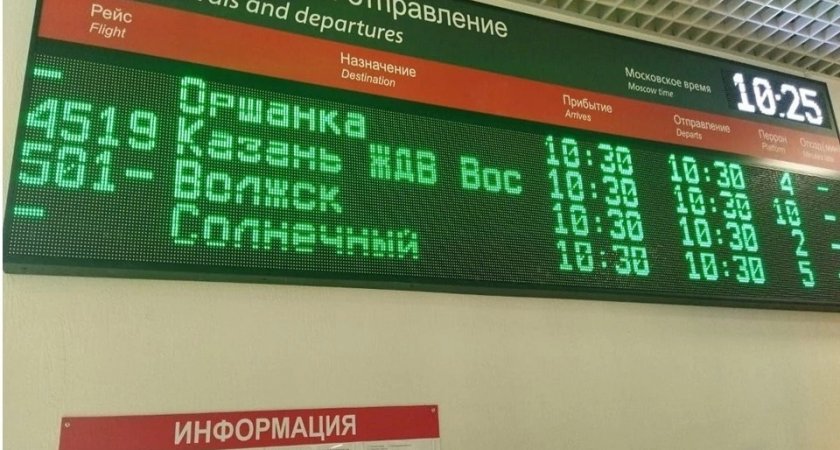 отправление
and departures
Рейс
Flight
Назначение
Destination
Московское время
Moscow time
10:25
Прибытие
Arrives
Отправление
Departs
Перрон
Platform
— Оршанка 10:30 10:30 4 —
4519 Казань ЖДВ Вос 10:30 10:30 10 —
501- Волжск 10:30 10:30 2 —
— Солнечный 10:30 10:30 5
ИНФОРМАЦИЯ